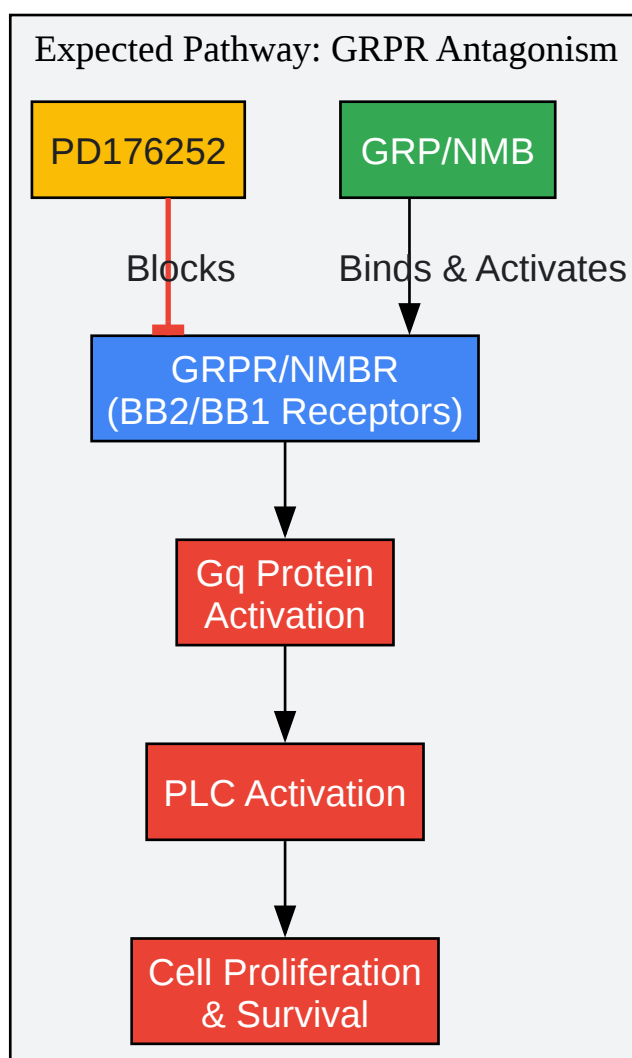 Expected Pathway: GRPR Antagonism
PD176252
GRP/NMB
Blocks
Binds & Activates
GRPR/NMBR
(BB2/BB1 Receptors)
Gq Protein
Activation
PLC Activation
Cell Proliferation
& Survival